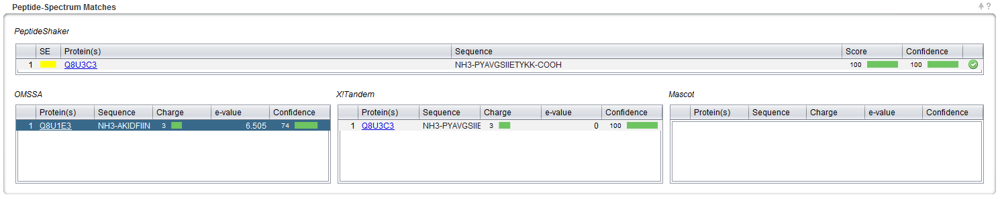 Peptide-Spectrum Matches ?
PeptideShaker
SE Protein(s) Sequence Score Confidence
1 Q8U3C3 NH3-PYAVGSIIETYKK-COOH 100 100
OMSSA X!Tandem Mascot
Protein(s) Sequence Charge e-value Confidence Protein(s) Sequence Charge e-value Confidence Protein(s) Sequence Charge e-value Confidence
1 Q8U1E3 NH3-AKIDFIIN 3 6.505 74 1 Q8U3C3 NH3-PYAVGSIIE 3 0 100